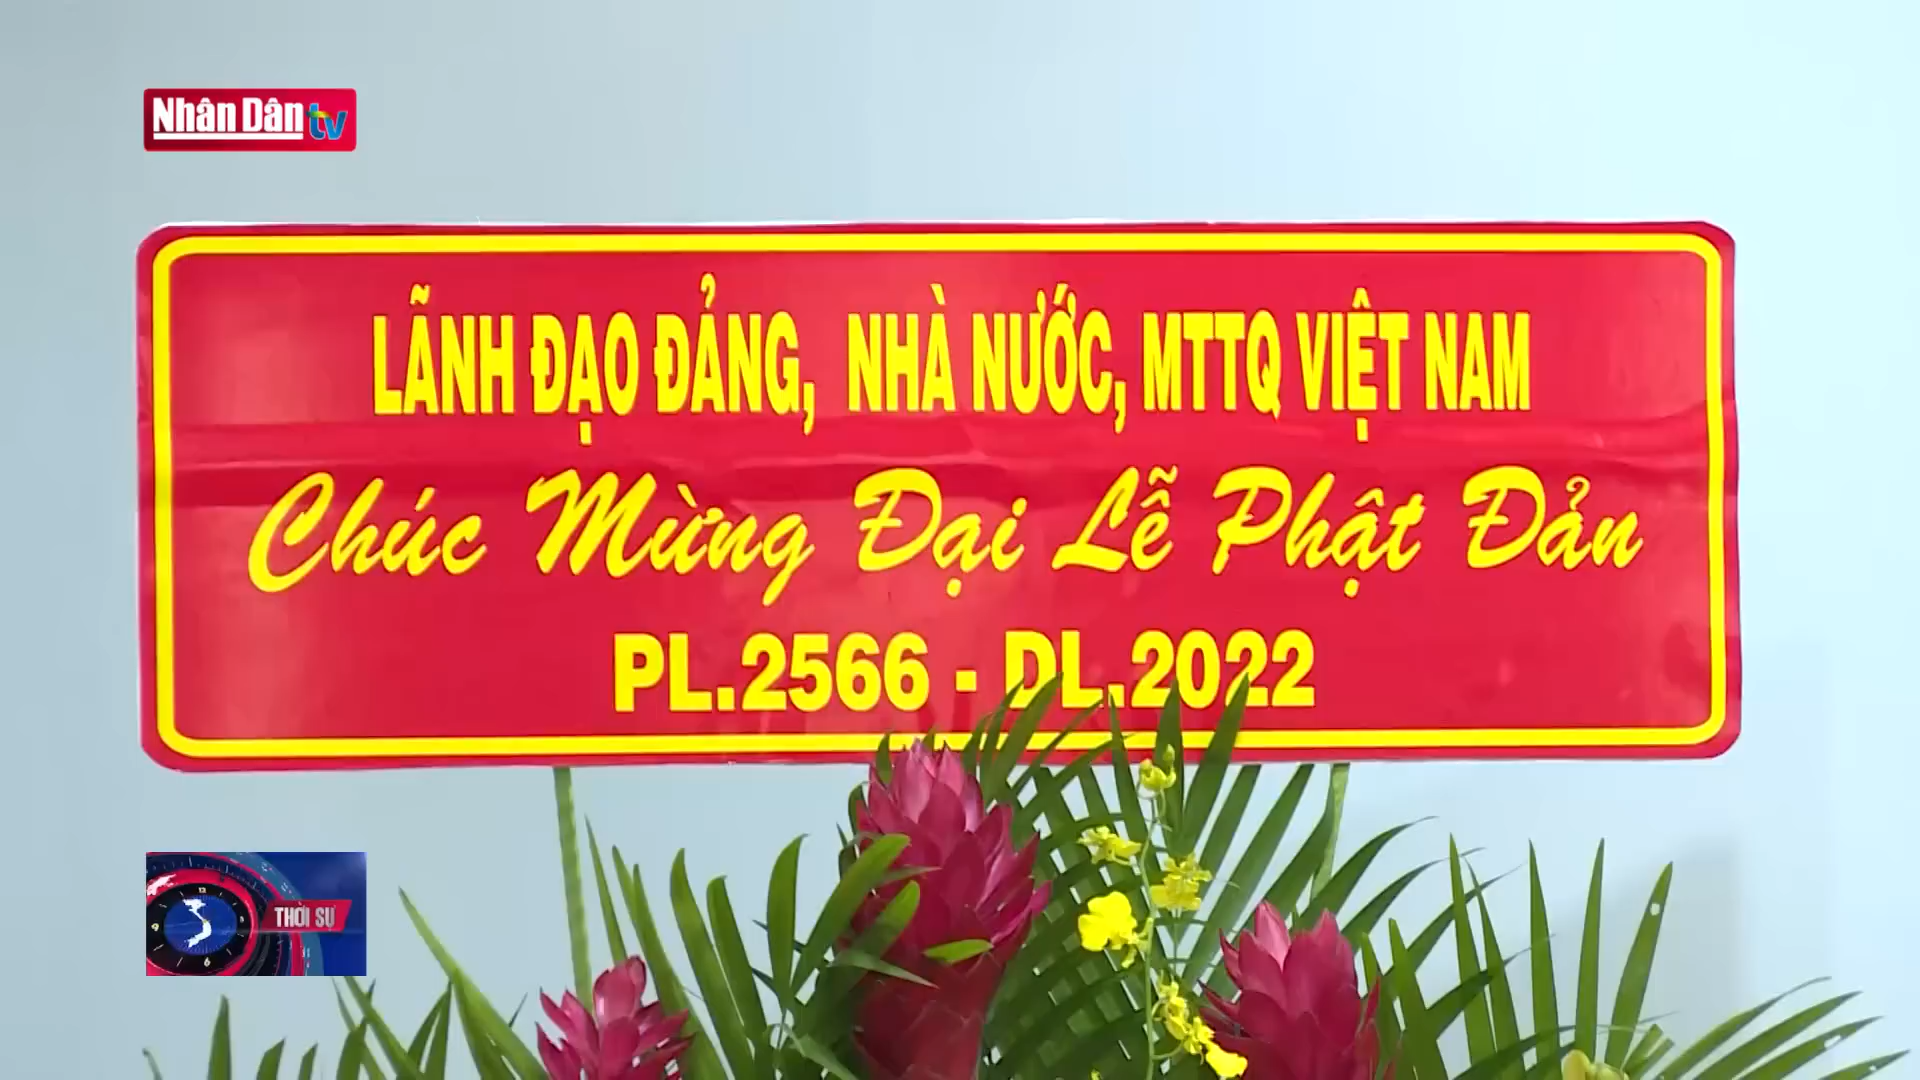 Nhân Dân tv
LÃNH ĐẠO ĐẢNG, NHÀ NƯỚC, MTTQ VIỆT NAM
Chúc Mừng Đại Lễ Phật Đản
PL.2566 - DL.2022
THỜI SỰ